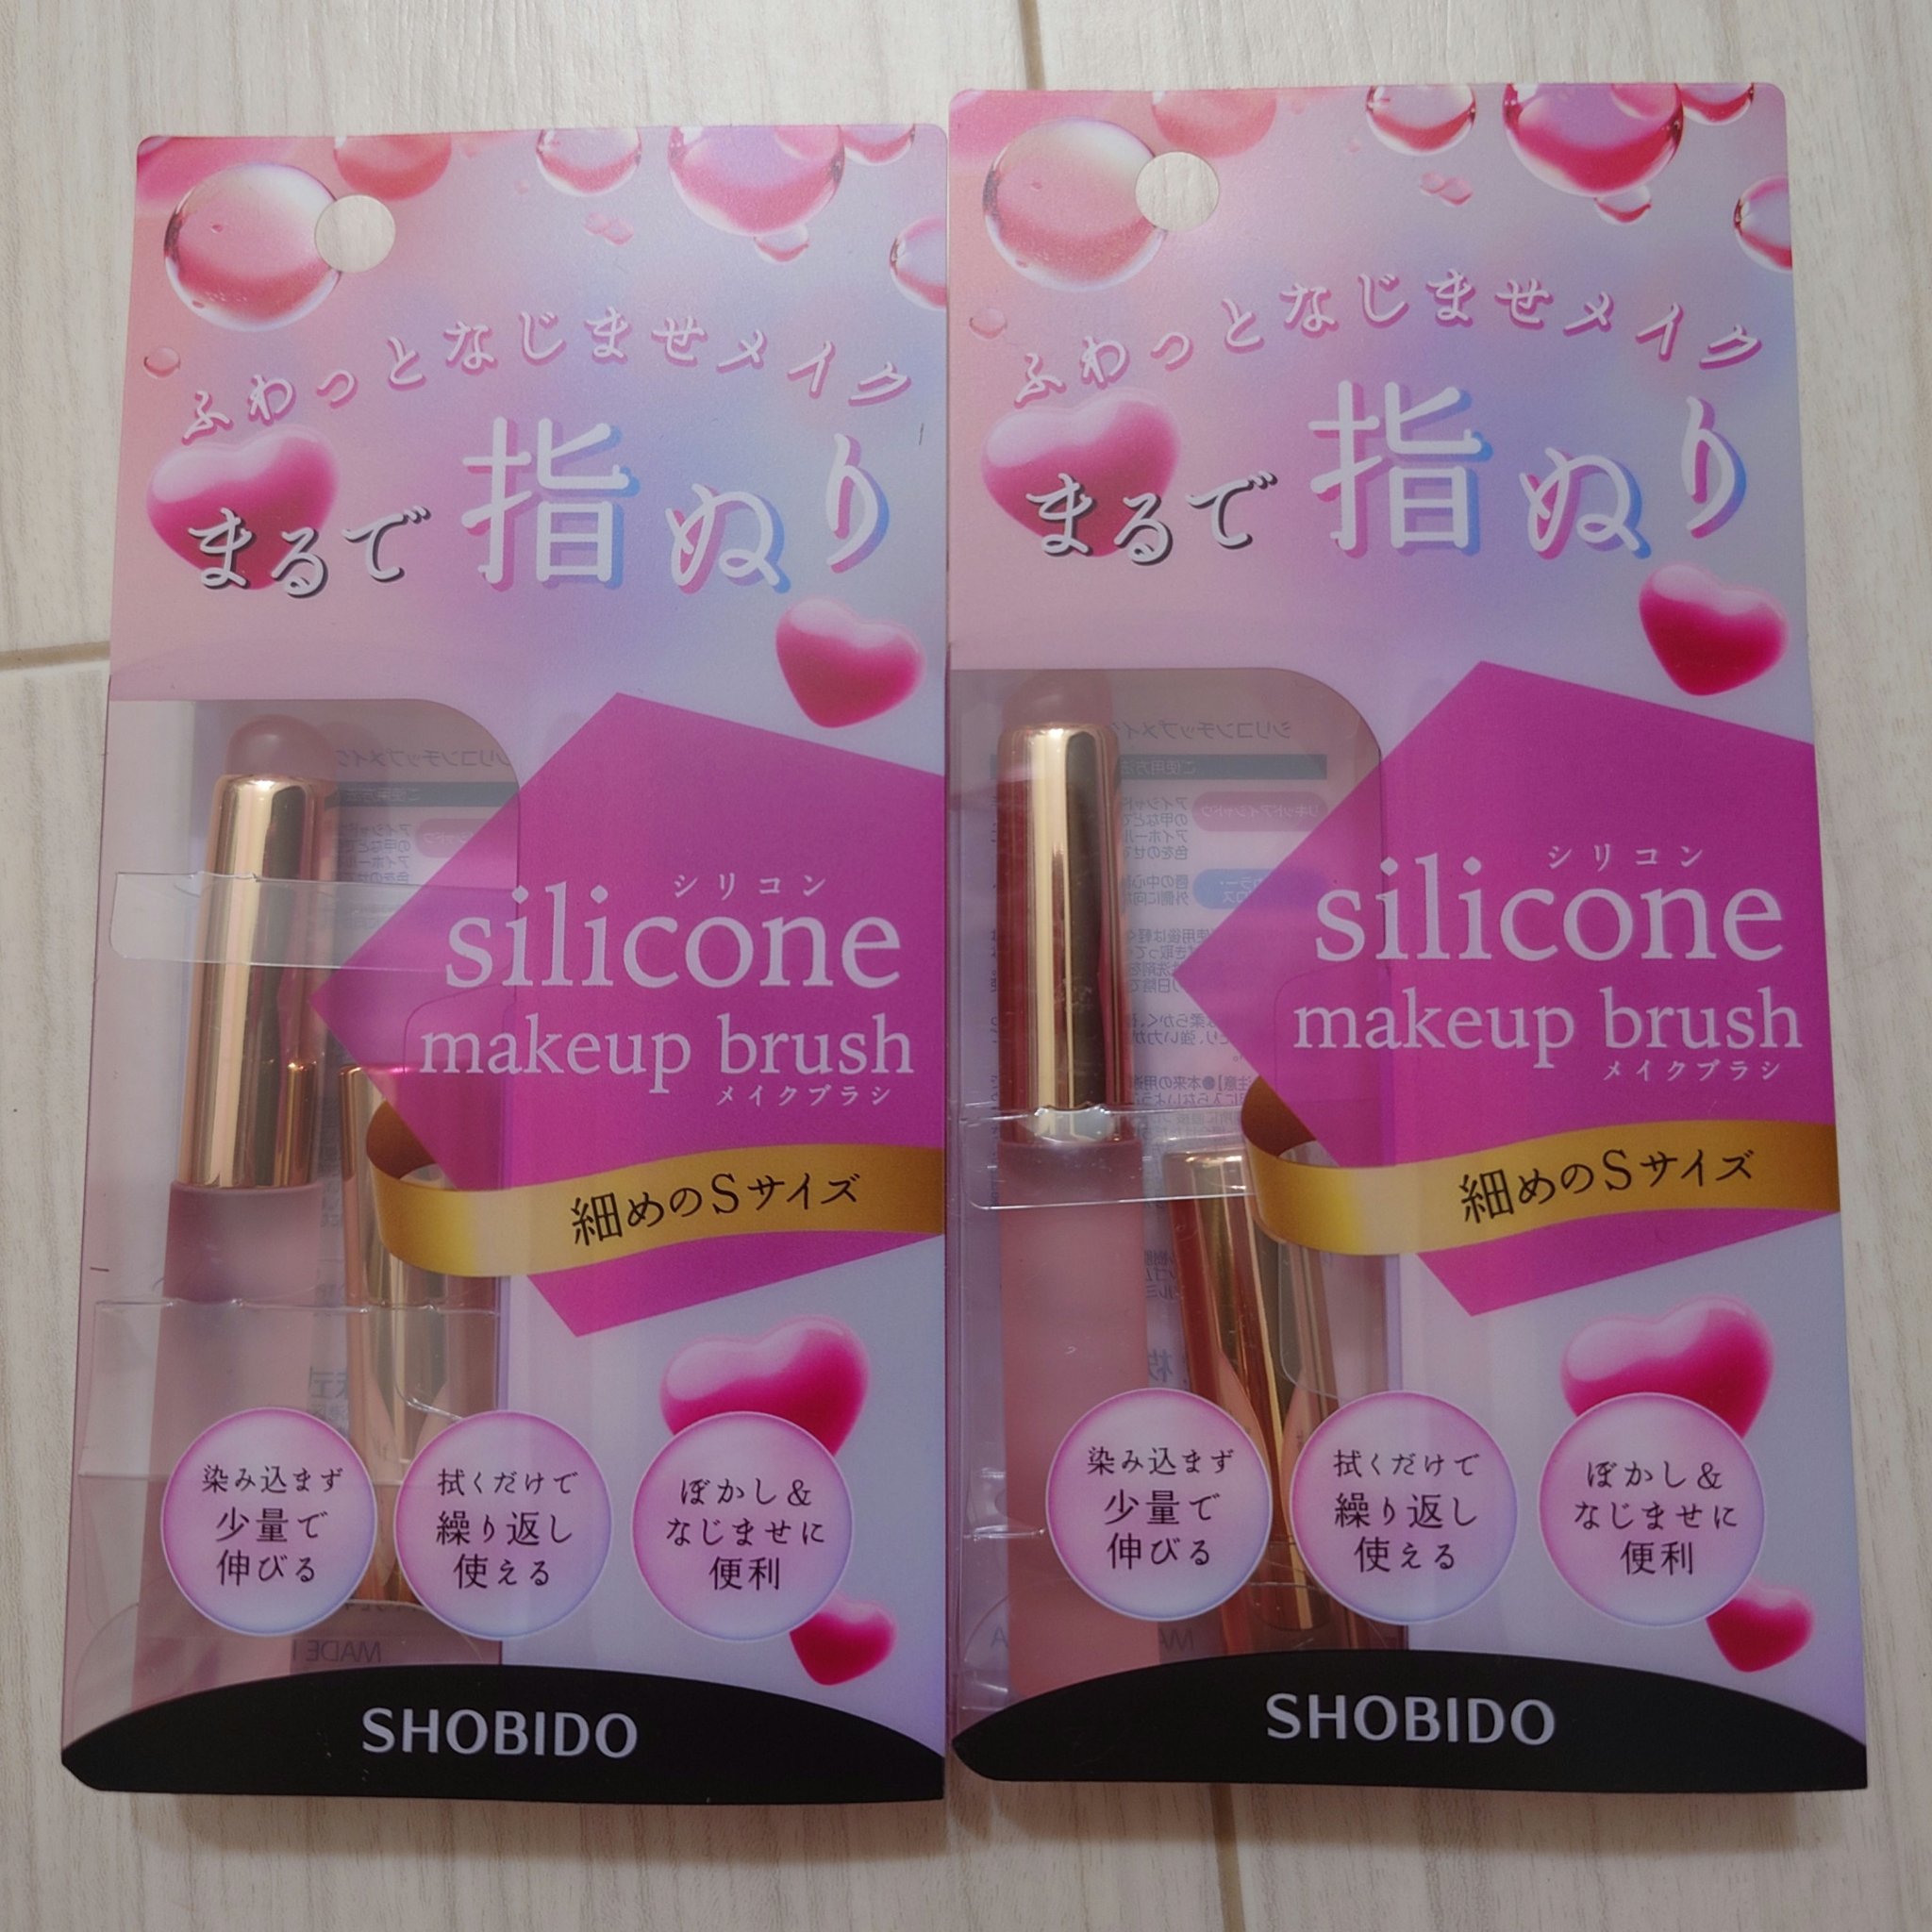 ふわっとなじませメイク
まるで指ぬり
シリコン
silicone
makeup brush
メイクブラシ
細めのSサイズ
染み込まず
少量で
伸びる
拭くだけで
繰り返し
使える
ぼかし&
なじませに
便利
SHOBIDO
ふわっとなじませメイク
まるで指ぬり
シリコン
silicone
makeup brush
メイクブラシ
細めのSサイズ
染み込まず
少量で
伸びる
拭くだけで
繰り返し
使える
ぼかし&
なじませに
便利
SHOBIDO